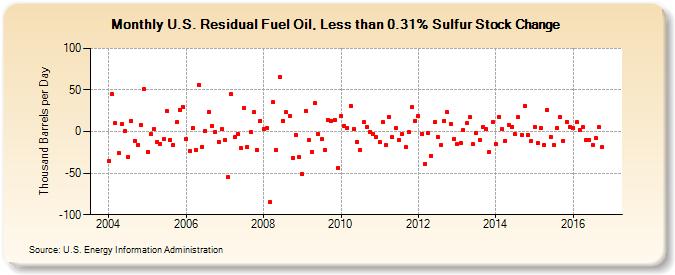 Monthly U.S. Residual Fuel Oil, Less than 0.31% Sulfur Stock Change
Thousand Barrels per Day
100
50
0
-50
-100
2004 2006 2008 2010 2012 2014 2016
Source: U.S. Energy Information Administration